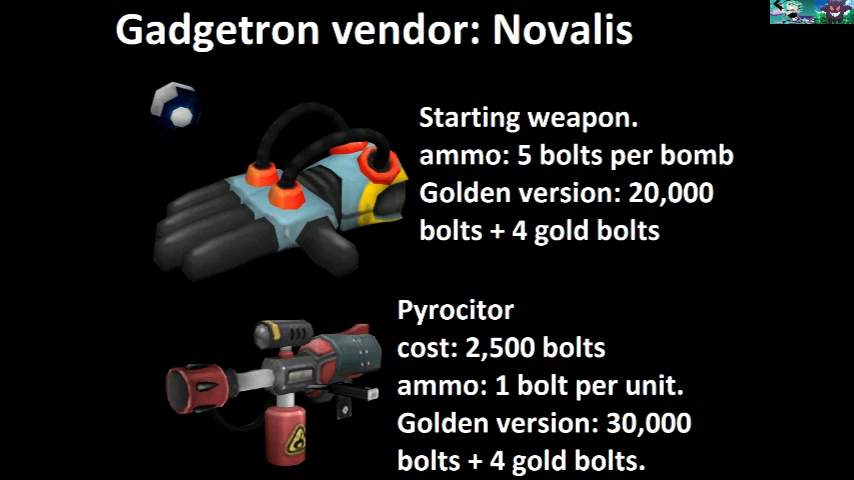 Gadgetron vendor: Novalis
Starting weapon.
ammo: 5 bolts per bomb
Golden version: 20,000
bolts + 4 gold bolts
Pyrocitor
cost: 2,500 bolts
ammo: 1 bolt per unit.
Golden version: 30,000
bolts + 4 gold bolts.